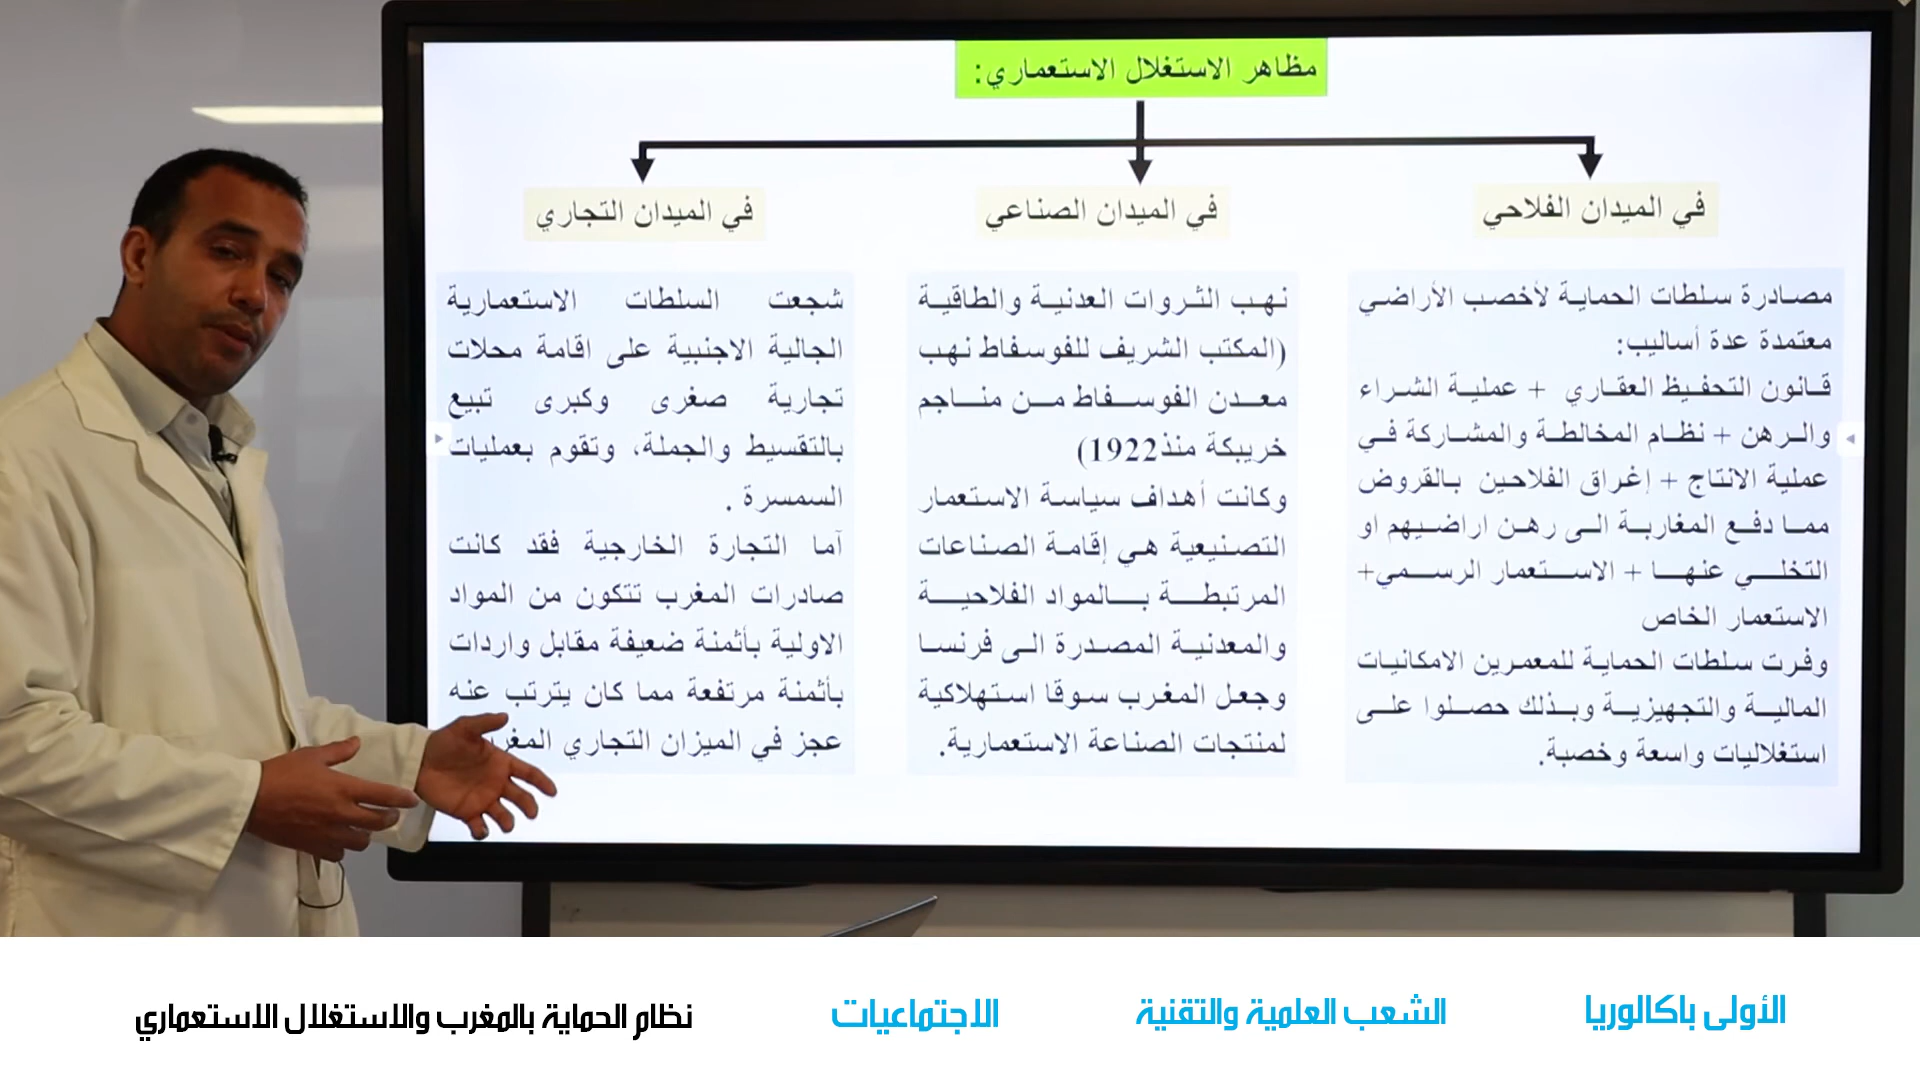 مظاهر الاستغلال الاستعماري:
في الميدان الفلاحي
مصادرة سلطات الحماية لأخصب الأراضي
معتمدة عدة أساليب:
قانون التحفيظ العقاري + عملية الشراء
والرهن + نظام المخالطة والمشاركة في
عملية الانتاج + إغراق الفلاحين بالقروض
مما دفع المغاربة الى رهن اراضيهم او
التخلي عنها + الاستعمار الرسمي+
الاستعمار الخاص
وفرت سلطات الحماية للمعمرين الامكانيات
المالية والتجهيزية وبذلك حصلوا على
استغلاليات واسعة وخصبة.
في الميدان الصناعي
نهب الثروات المعدنية والطاقية
(المكتب الشريف للفوسفاط نهب
معدن الفوسفاط من مناجم
خريبكة منذ1922)
وكانت أهداف سياسة الاستعمار
التصنيعية هي إقامة الصناعات
المرتبطة بالمواد الفلاحية
والمعدنية المصدرة الى فرنسا
وجعل المغرب سوقا استهلاكية
لمنتجات الصناعة الاستعمارية.
في الميدان التجاري
شجعت السلطات الاستعمارية
الجالية الاجنبية على اقامة محلات
تجارية صغرى وكبرى تبيع
بالتقسيط والجملة، وتقوم بعمليات
السمسرة .
آما التجارة الخارجية فقد كانت
صادرات المغرب تتكون من المواد
الاولية بأثمنة ضعيفة مقابل واردات
بأثمنة مرتفعة مما كان يترتب عنه
عجز في الميزان التجاري
الأولى باكالوريا
الشعب العلمية والتقنية
الاجتماعيات
نظام الحماية بالمغرب والاستغلال الاستعماري